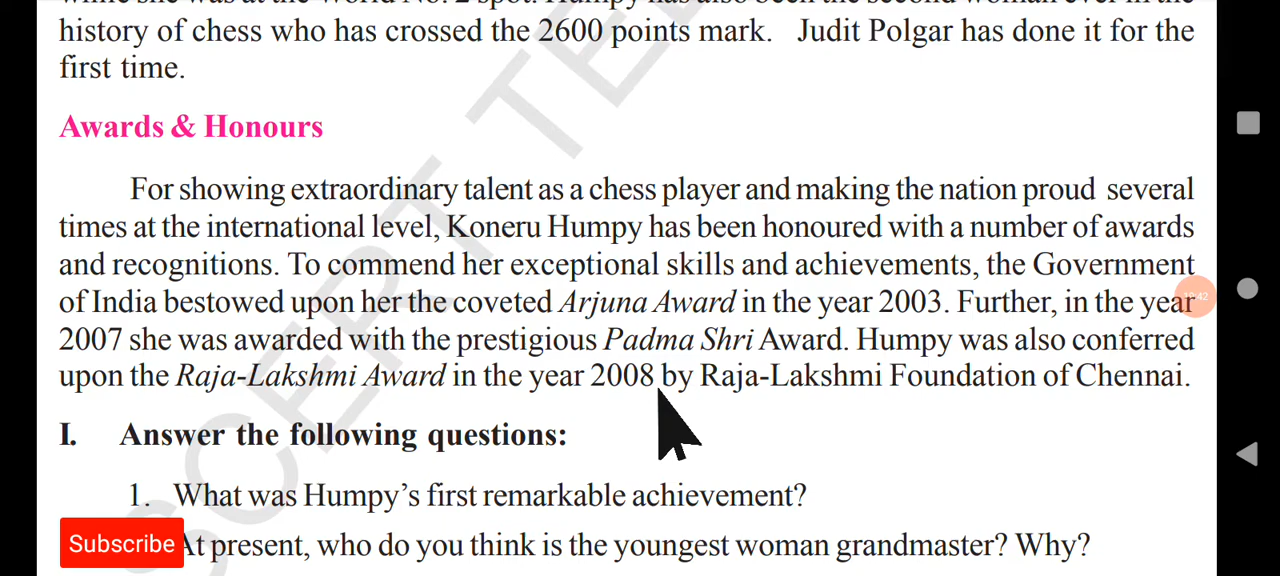 history of chess who has crossed the 2600 points mark. Judit Polgar has done it for the
first time.
Awards & Honours
For showing extraordinary talent as a chess player and making the nation proud several
times at the international level, Koneru Humpy has been honoured with a number of awards
and recognitions. To commend her exceptional skills and achievements, the Government
of India bestowed upon her the coveted Arjuna Award in the year 2003. Further, in the year
2007 she was awarded with the prestigious Padma Shri Award. Humpy was also conferred
upon the Raja-Lakshmi Award in the year 2008 by Raja-Lakshmi Foundation of Chennai.
I. Answer the following questions:
1. What was Humpy's first remarkable achievement?
At present, who do you think is the youngest woman grandmaster? Why?
Subscribe